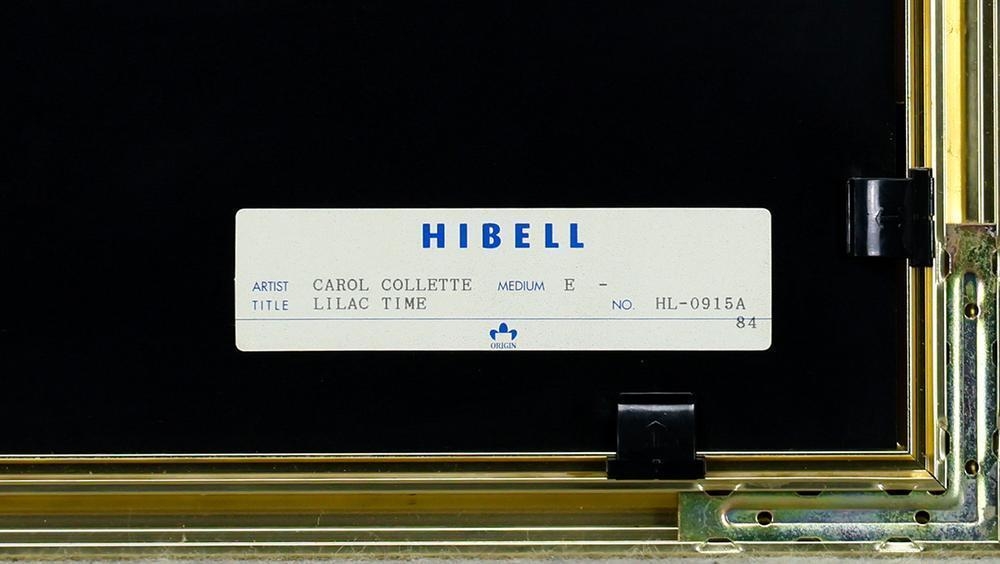 HIBELL
ARTIST CAROL COLLETTE MEDIUM E -
TITLE LILAC TIME NO. HL-0915A
84
ORIGIN